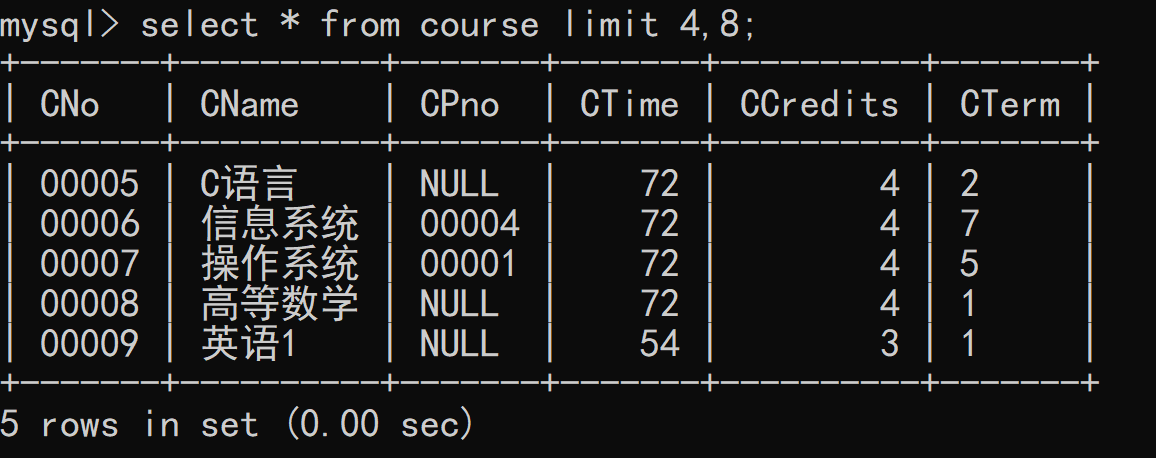 mysql> select * from course limit 4,8;
+-------+----------+-------+-------+----------+-------+
| CNo   | CName    | CPno  | CTime | CCredits | CTerm |
+-------+----------+-------+-------+----------+-------+
| 00005 | C语言    | NULL  |    72 |        4 | 2     |
| 00006 | 信息系统 | 00004 |    72 |        4 | 7     |
| 00007 | 操作系统 | 00001 |    72 |        4 | 5     |
| 00008 | 高等数学 | NULL  |    72 |        4 | 1     |
| 00009 | 英语1    | NULL  |    54 |        3 | 1     |
+-------+----------+-------+-------+----------+-------+
5 rows in set (0.00 sec)